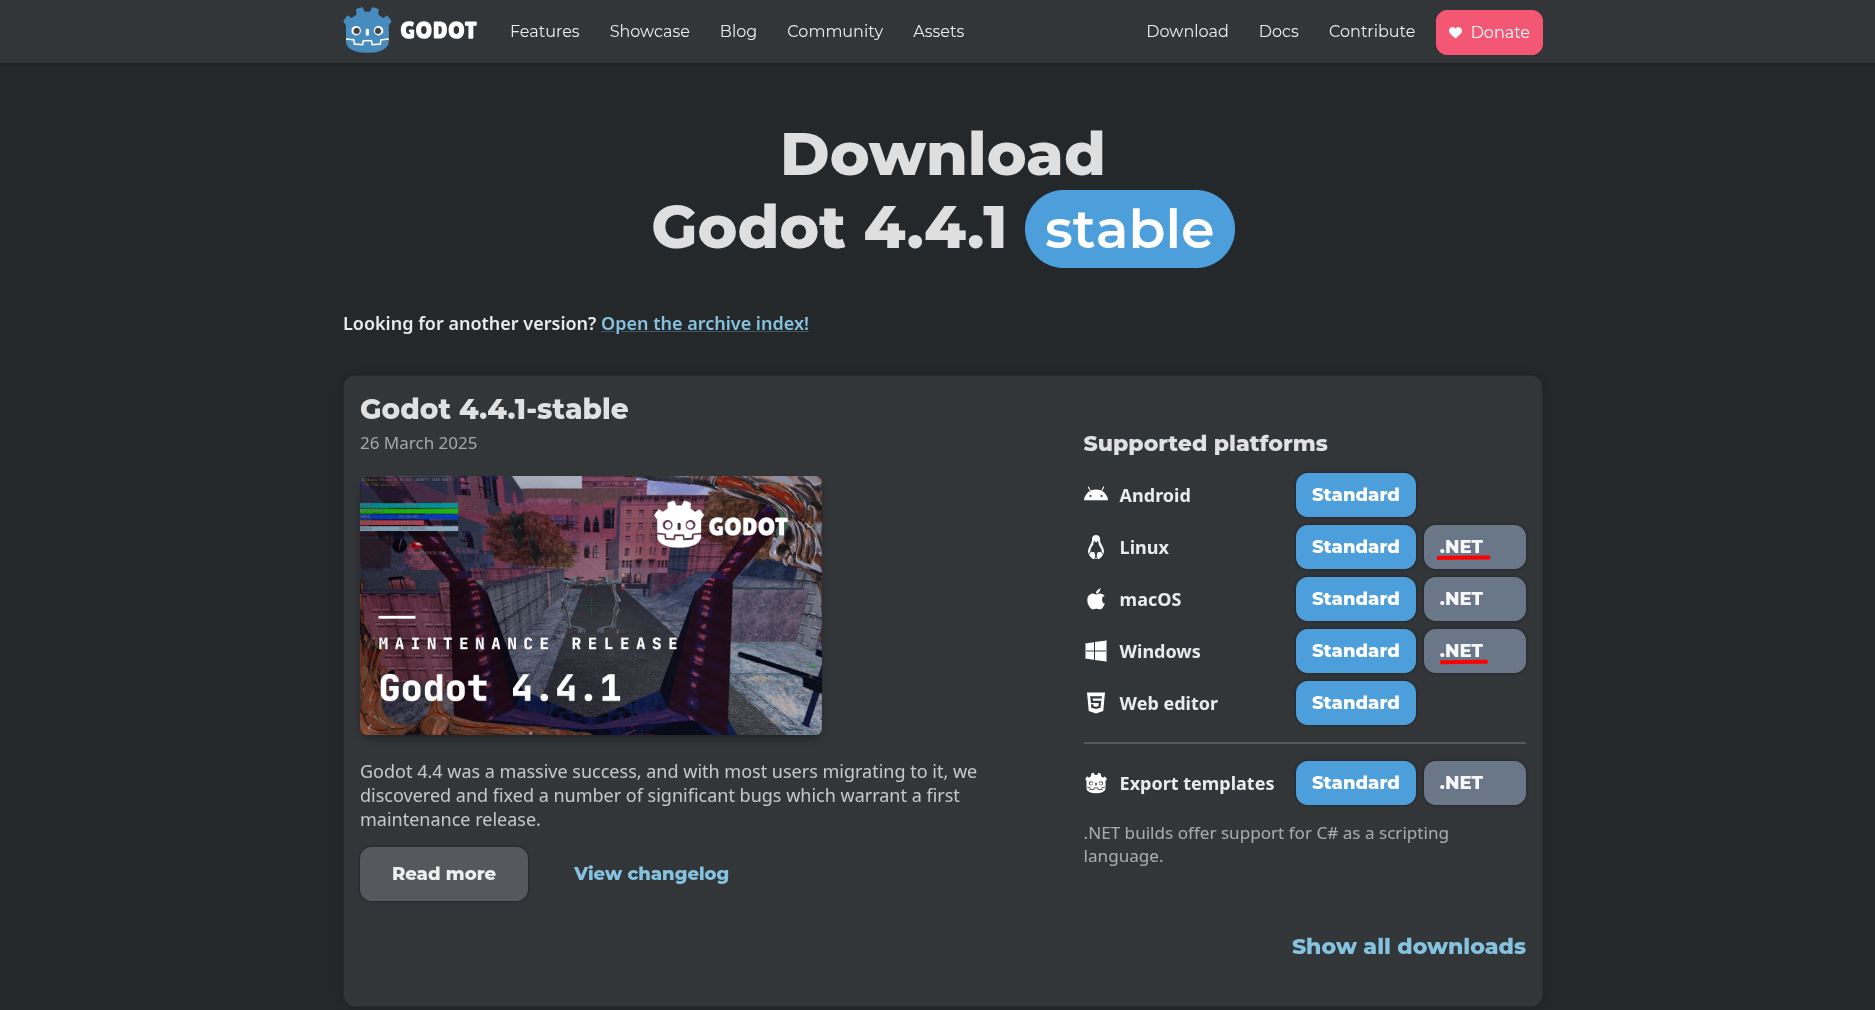 GODOT
Features Showcase Blog Community Assets
Download Docs Contribute Donate
Download
Godot 4.4.1 stable
Looking for another version? Open the archive index!
Godot 4.4.1-stable
26 March 2025
GODOT
MAINTENANCE RELEASE
Godot 4.4.1
Godot 4.4 was a massive success, and with most users migrating to it, we
discovered and fixed a number of significant bugs which warrant a first
maintenance release.
Read more View changelog
Supported platforms
Android Standard
Linux Standard .NET
macOS Standard .NET
Windows Standard .NET
Web editor Standard
Export templates Standard .NET
.NET builds offer support for C# as a scripting
language.
Show all downloads